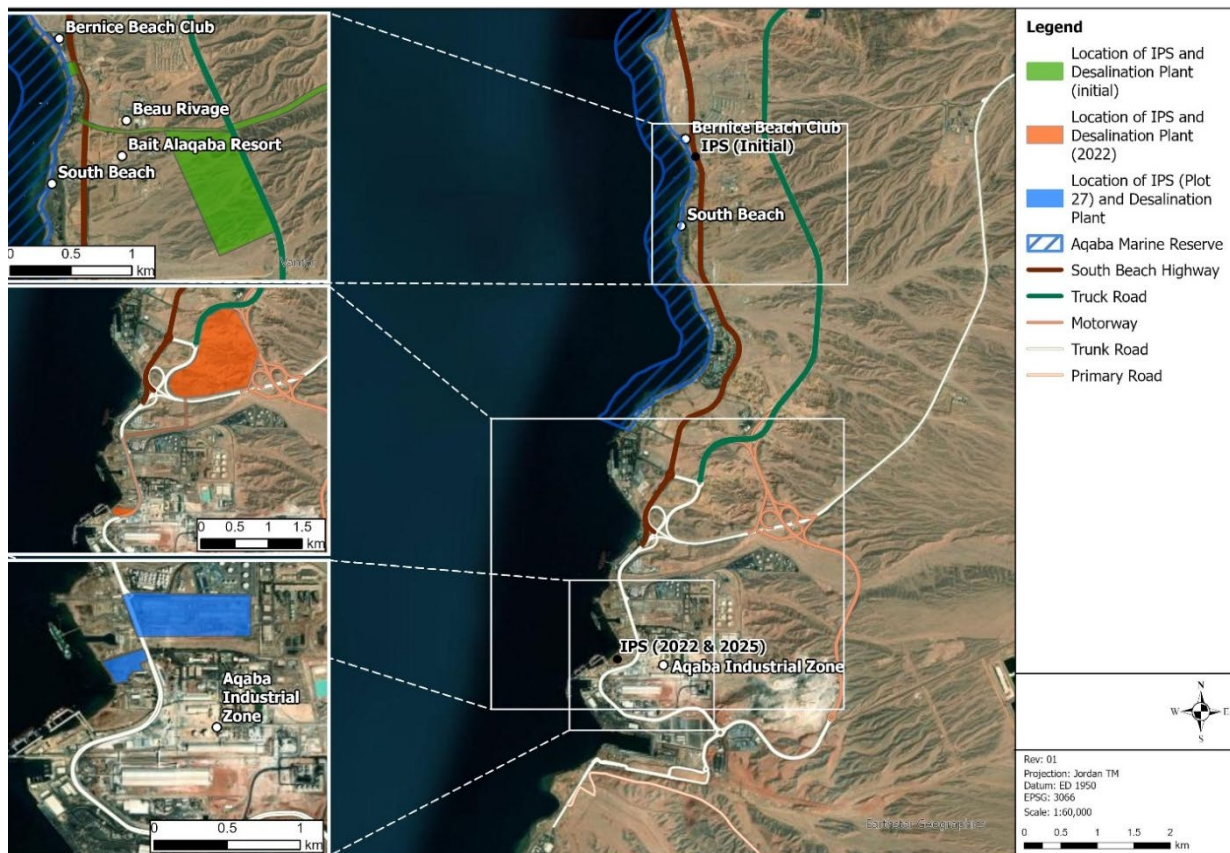 Bernice Beach Club
Beau Rivage
Bait Alaqaba Resort
South Beach
0 0.5 1
km
0 0.5 1 1.5
km
Aqaba
Industrial
Zone
0 0.5 1
km
Bernice Beach Club
IPS (Initial)
South Beach
IPS (2022 & 2025)
Aqaba Industrial Zone
Earthstar Geographics
Legend
Location of IPS and
Desalination Plant
(initial)
Location of IPS and
Desalination Plant
(2022)
Location of IPS (Plot
27) and Desalination
Plant
Aqaba Marine Reserve
South Beach Highway
Truck Road
Motorway
Trunk Road
Primary Road
N
W E
S
Rev: 01
Projection: Jordan TM
Datum: ED 1950
EPSG: 3066
Scale: 1:60,000
0 0.5 1 1.5 2
km